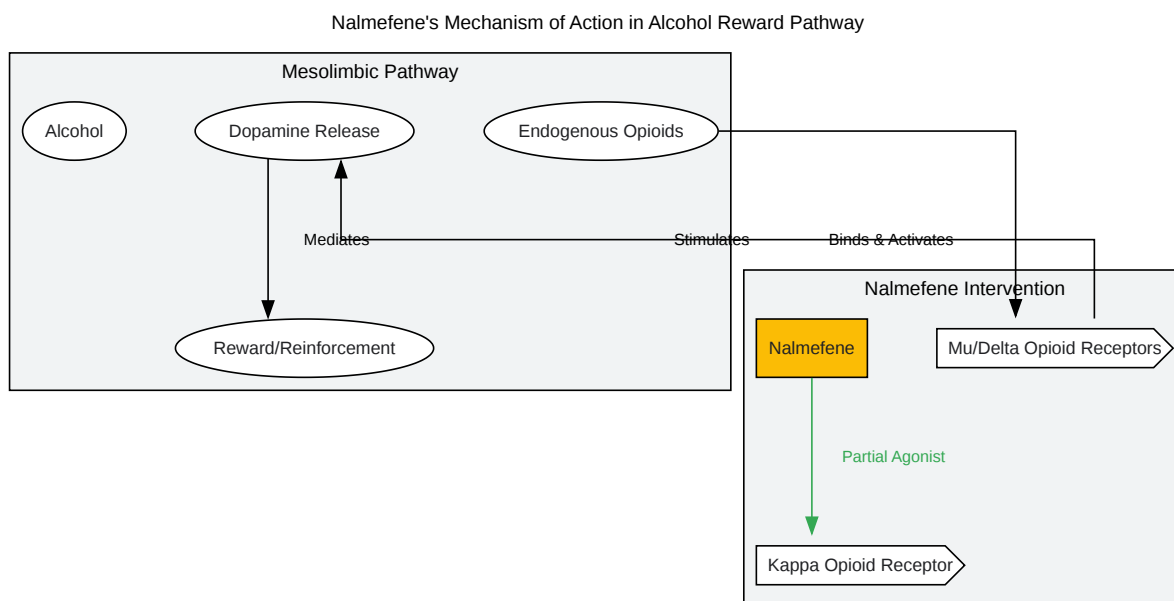 Nalmefene's Mechanism of Action in Alcohol Reward Pathway
Mesolimbic Pathway
Alcohol
Dopamine Release
Endogenous Opioids
Mediates
Stimulates
Binds & Activates
Nalmefene Intervention
Reward/Reinforcement
Nalmefene
Mu/Delta Opioid Receptors
Partial Agonist
Kappa Opioid Receptor